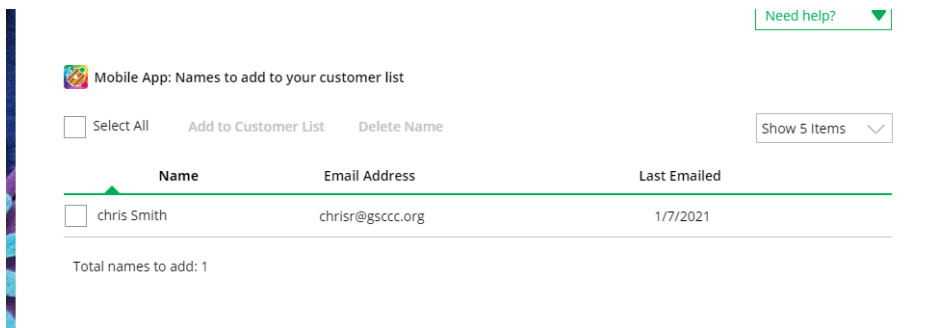 Need help?
Mobile App: Names to add to your customer list
Select All Add to Customer List Delete Name Show 5 Items
Name Email Address Last Emailed
chris Smith chrisr@gsccc.org 1/7/2021
Total names to add: 1